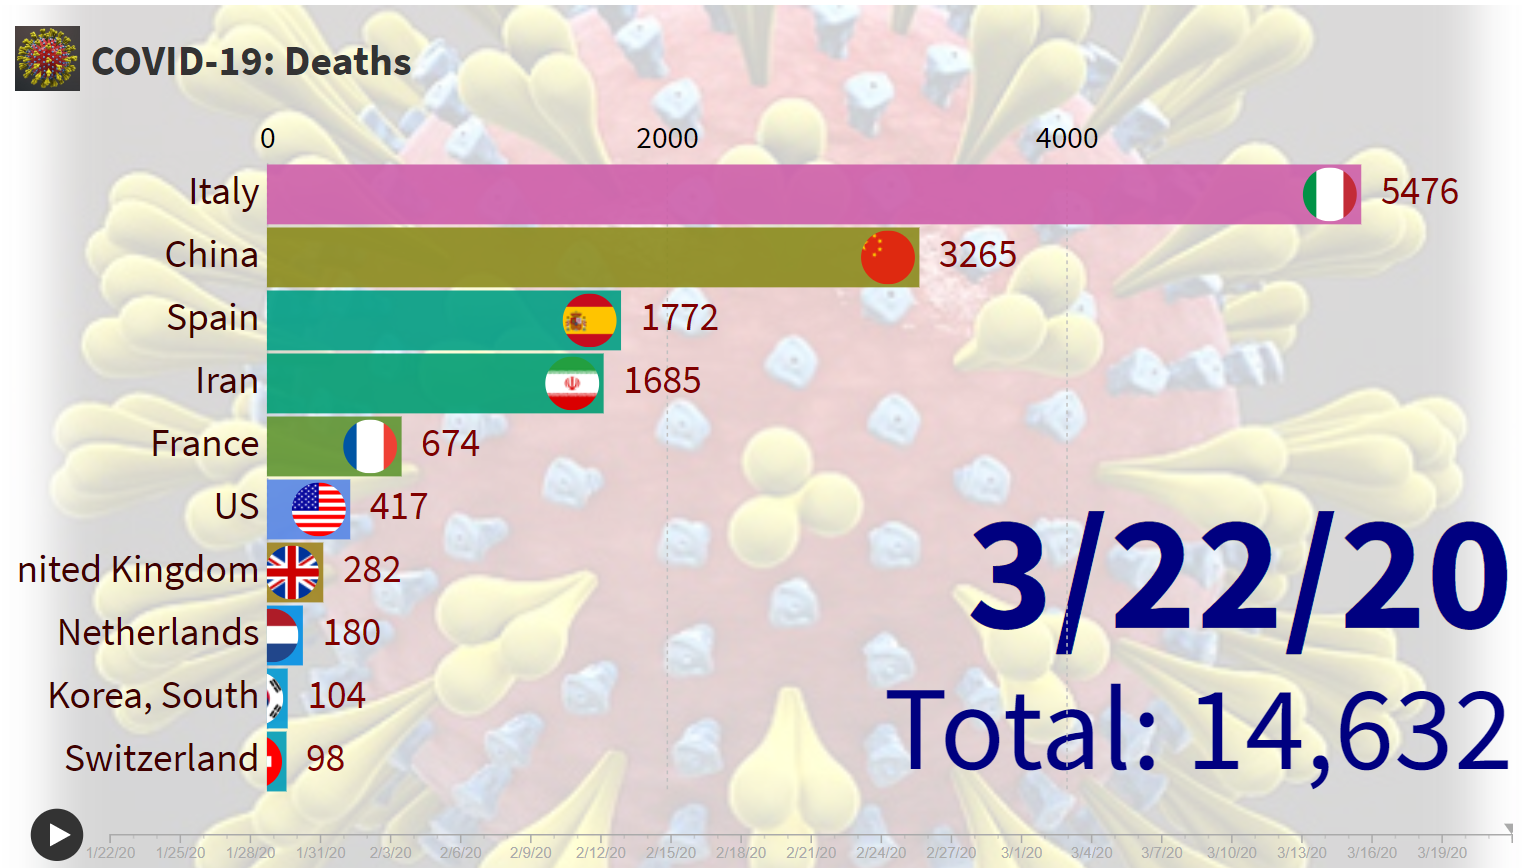 COVID-19: Deaths
0 2000 4000
Italy 5476
China 3265
Spain 1772
Iran 1685
France 674
US 417
nited Kingdom 282
Netherlands 180
Korea, South 104
Switzerland 98
3/22/20
Total: 14,632
1/22/20 1/25/20 1/28/20 1/31/20 2/3/20 2/6/20 2/9/20 2/12/20 2/15/20 2/18/20 2/21/20 2/24/20 2/27/20 3/1/20 3/4/20 3/7/20 3/10/20 3/13/20 3/16/20 3/19/20